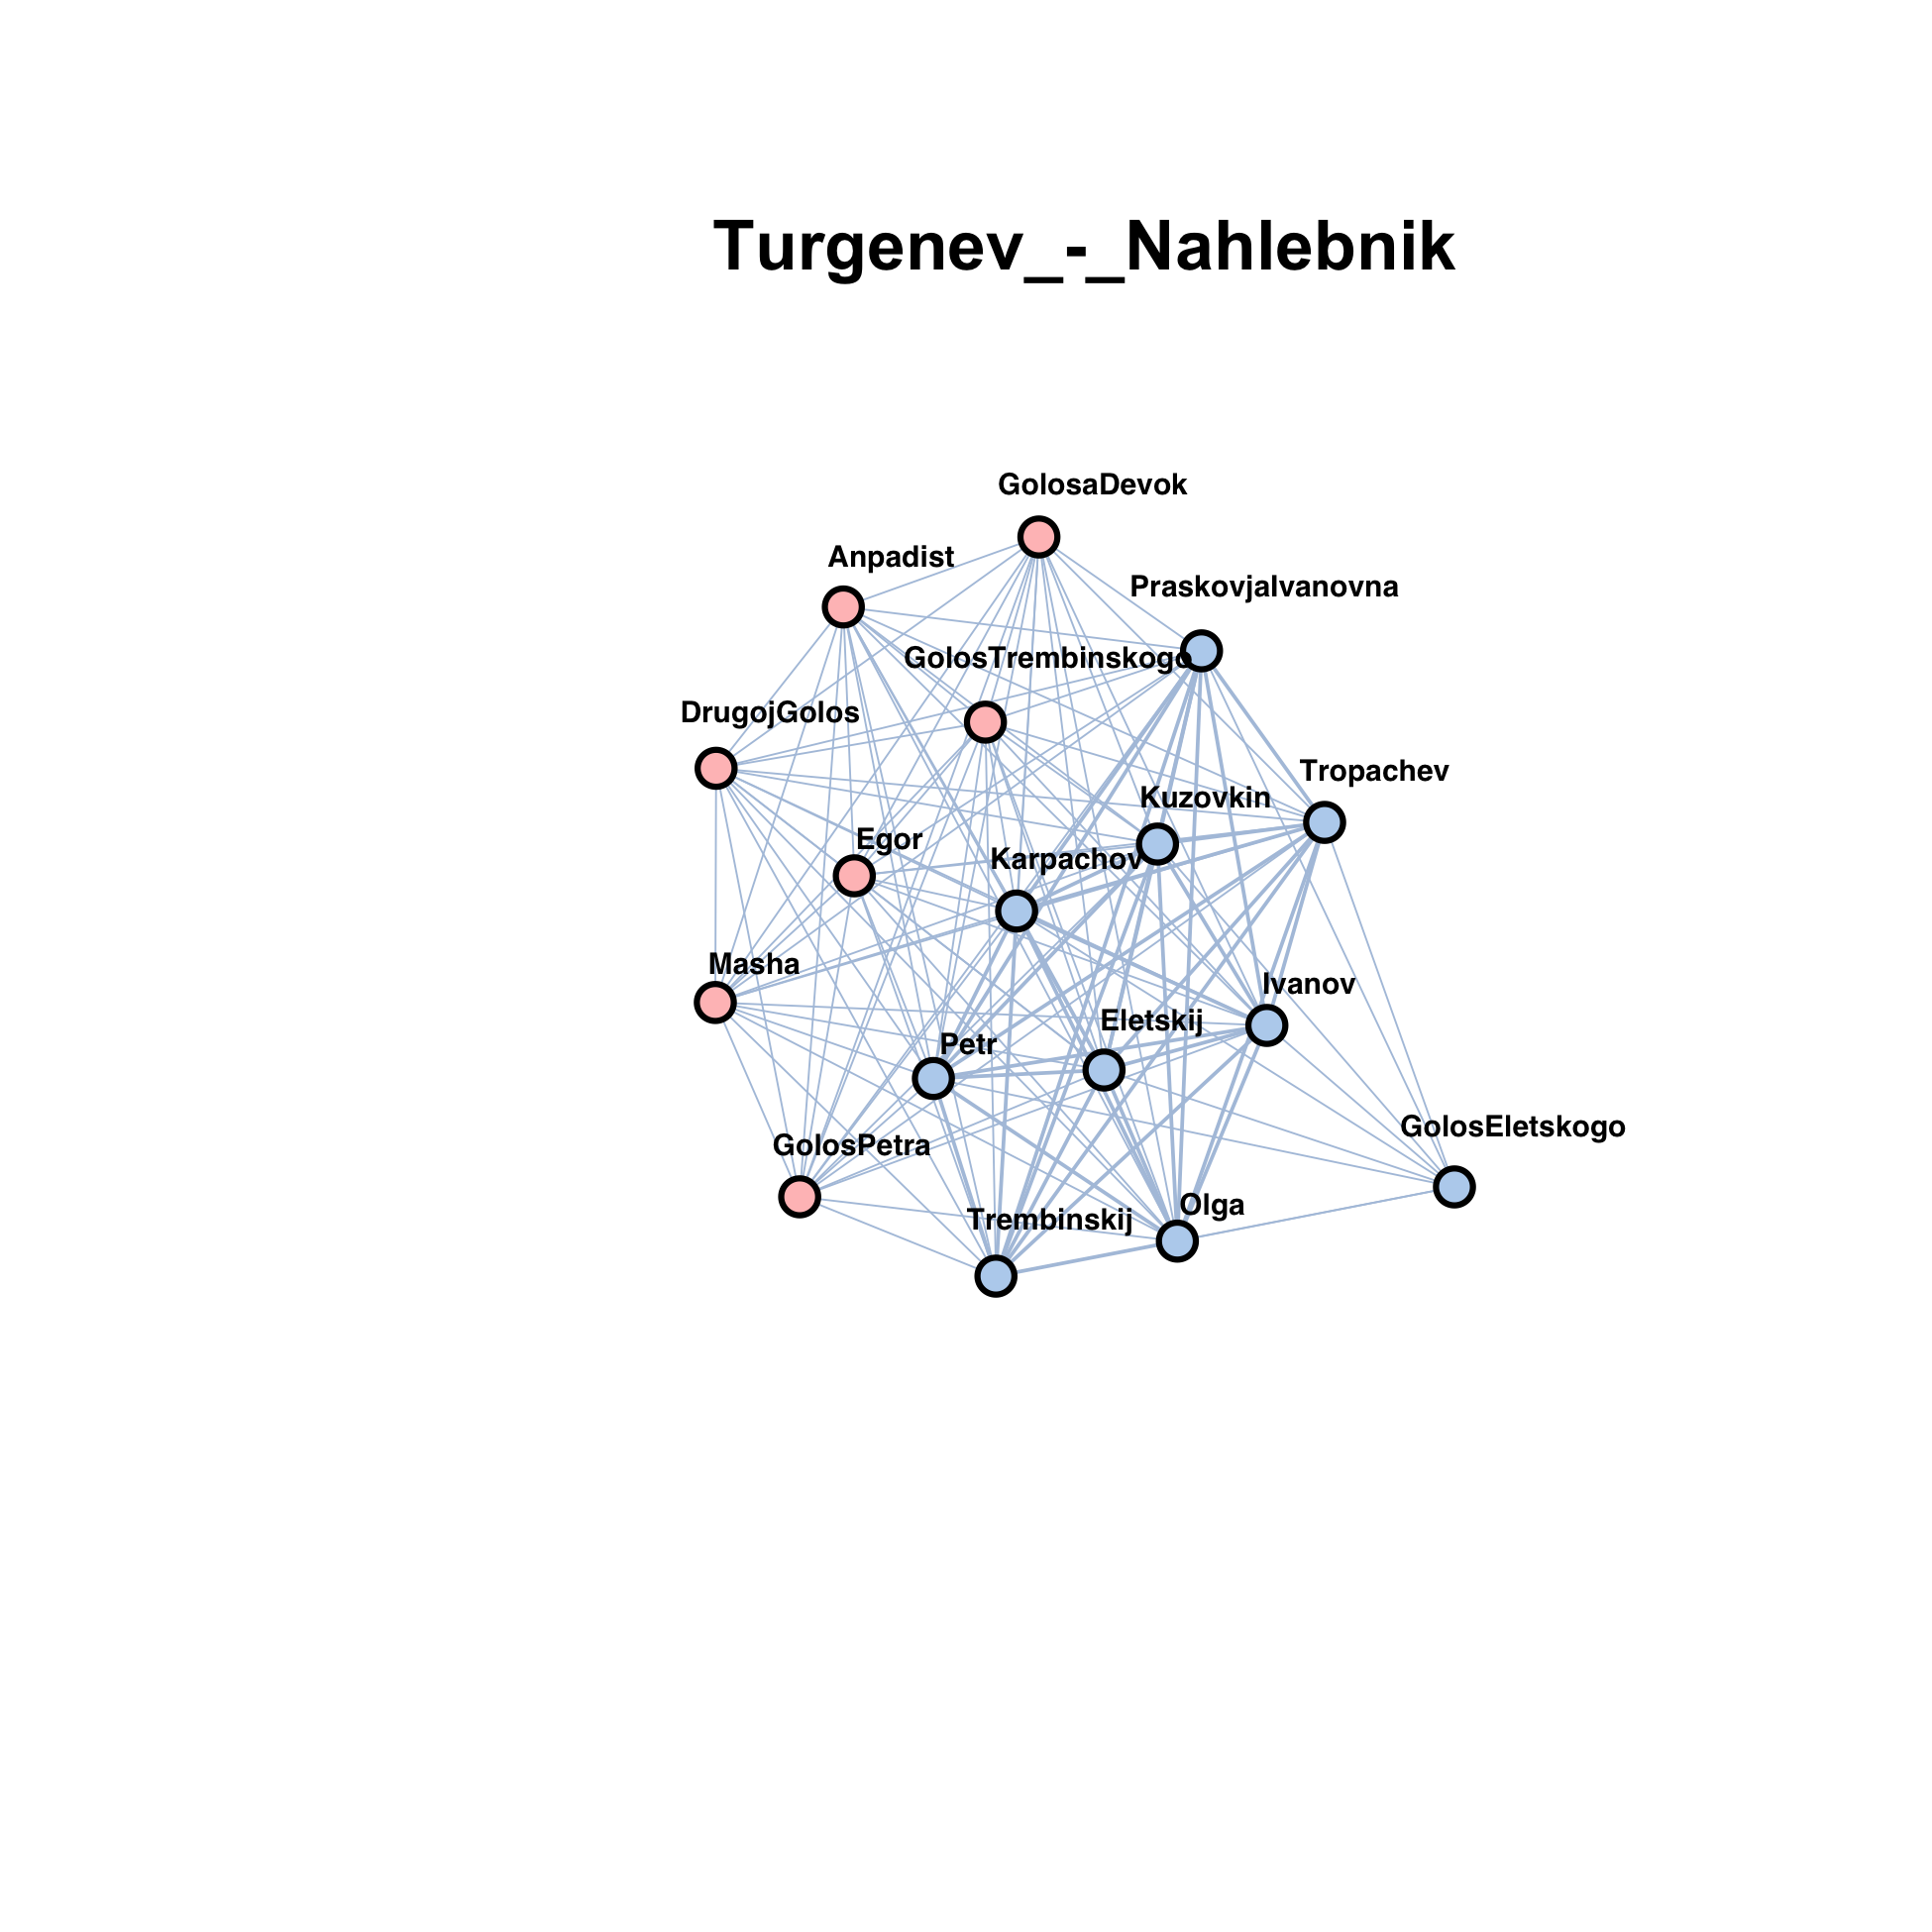 Turgenev_-_Nahlebnik
GolosaDevok
Anpadist
PraskovjaIvanovna
GolosTrembinskogo
DrugojGolos
Tropachev
Kuzovkin
Egor
Karpachov
Masha
Ivanov
Eletskij
Petr
GolosEletskogo
GolosPetra
Olga
Trembinskij